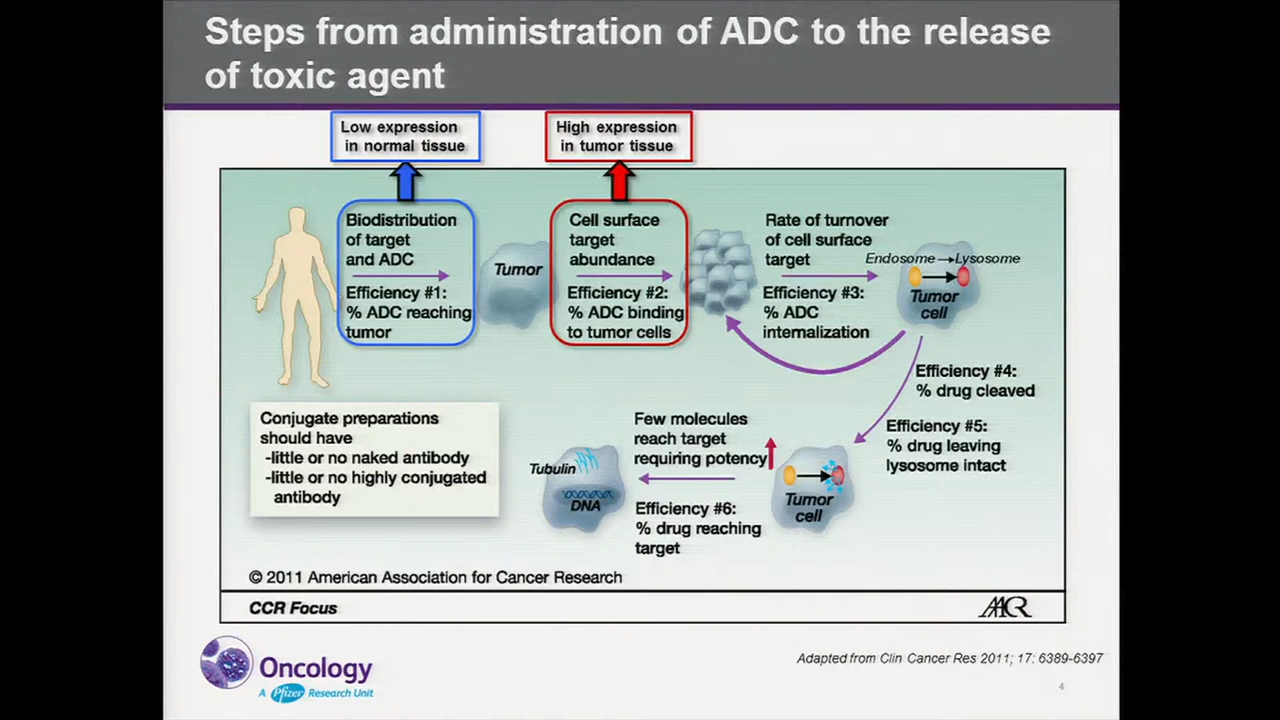 Steps from administration of ADC to the release
of toxic agent
Low expression
in normal tissue
High expression
in tumor tissue
Biodistribution
of target
and ADC
Efficiency #1:
% ADC reaching
tumor
Tumor
Cell surface
target
abundance
Efficiency #2:
% ADC binding
to tumor cells
Rate of turnover
of cell surface
target
Efficiency #3:
% ADC
internalization
Endosome→Lysosome
Tumor
cell
Efficiency #4:
% drug cleaved
Efficiency #5:
% drug leaving
lysosome intact
Tumor
cell
Few molecules
reach target
requiring potency
Efficiency #6:
% drug reaching
target
Tubulin
DNA
Conjugate preparations
should have
-little or no naked antibody
-little or no highly conjugated
antibody
© 2011 American Association for Cancer Research
CCR Focus
AACR
Oncology
A Pfizer Research Unit
Adapted from Clin Cancer Res 2011; 17: 6389-6397
4